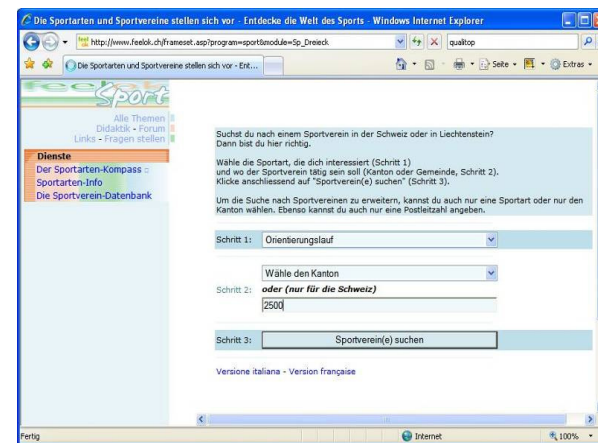 Die Sportarten und Sportvereine stellen sich vor - Entdecke die Welt des Sports - Windows Internet Explorer
http://www.feelok.ch/frameset.asp?program=sport&module=Sp_Dreieck
qualitop
Die Sportarten und Sportvereine stellen sich vor - Ent...
Seite
Extras
feelok
Sport
Alle Themen
Didaktik - Forum
Links - Fragen stellen
Dienste
Der Sportarten-Kompass
Sportarten-Info
Die Sportverein-Datenbank
Suchst du nach einem Sportverein in der Schweiz oder in Liechtenstein?
Dann bist du hier richtig.
Wähle die Sportart, die dich interessiert (Schritt 1)
und wo der Sportverein tätig sein soll (Kanton oder Gemeinde, Schritt 2).
Klicke anschliessend auf "Sportverein(e) suchen" (Schritt 3).
Um die Suche nach Sportvereinen zu erweitern, kannst du auch nur eine Sportart oder nur den
Kanton wählen. Ebenso kannst du auch nur eine Postleitzahl angeben.
Schritt 1: Orientierungslauf
Wähle den Kanton
Schritt 2: oder (nur für die Schweiz)
2500
Schritt 3: Sportverein(e) suchen
Versione italiana - Version française
Fertig
Internet
100%